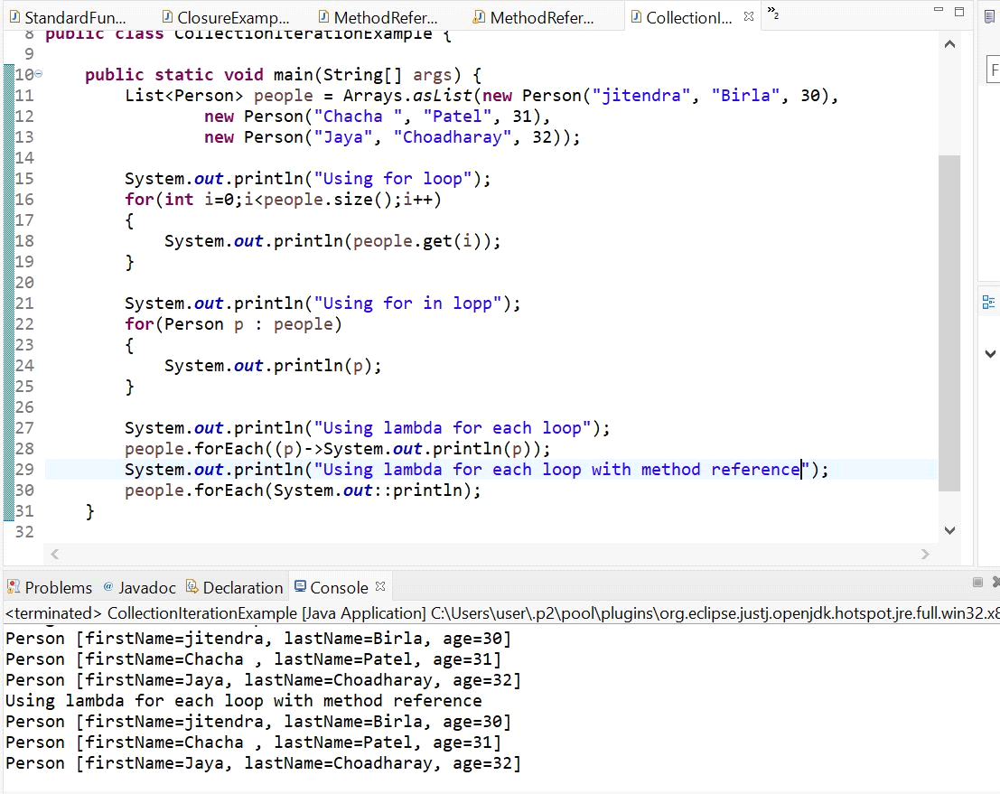 StandardFun... ClosureExamp... MethodRefer... MethodRefer... CollectionI... »2
8 public class CollectionIterationExample {
9
10 public static void main(String[] args) {
11 List<Person> people = Arrays.asList(new Person("jitendra", "Birla", 30),
12 new Person("Chacha ", "Patel", 31),
13 new Person("Jaya", "Choadharay", 32));
14
15 System.out.println("Using for loop");
16 for(int i=0;i<people.size();i++)
17 {
18 System.out.println(people.get(i));
19 }
20
21 System.out.println("Using for in lopp");
22 for(Person p : people)
23 {
24 System.out.println(p);
25 }
26
27 System.out.println("Using lambda for each loop");
28 people.forEach((p)->System.out.println(p));
29 System.out.println("Using lambda for each loop with method reference");
30 people.forEach(System.out::println);
31 }
32
Problems @ Javadoc Declaration Console
<terminated> CollectionIterationExample [Java Application] C:\Users\user\.p2\pool\plugins\org.eclipse.justj.openjdk.hotspot.jre.full.win32.x8
Person [firstName=jitendra, lastName=Birla, age=30]
Person [firstName=Chacha , lastName=Patel, age=31]
Person [firstName=Jaya, lastName=Choadharay, age=32]
Using lambda for each loop with method reference
Person [firstName=jitendra, lastName=Birla, age=30]
Person [firstName=Chacha , lastName=Patel, age=31]
Person [firstName=Jaya, lastName=Choadharay, age=32]